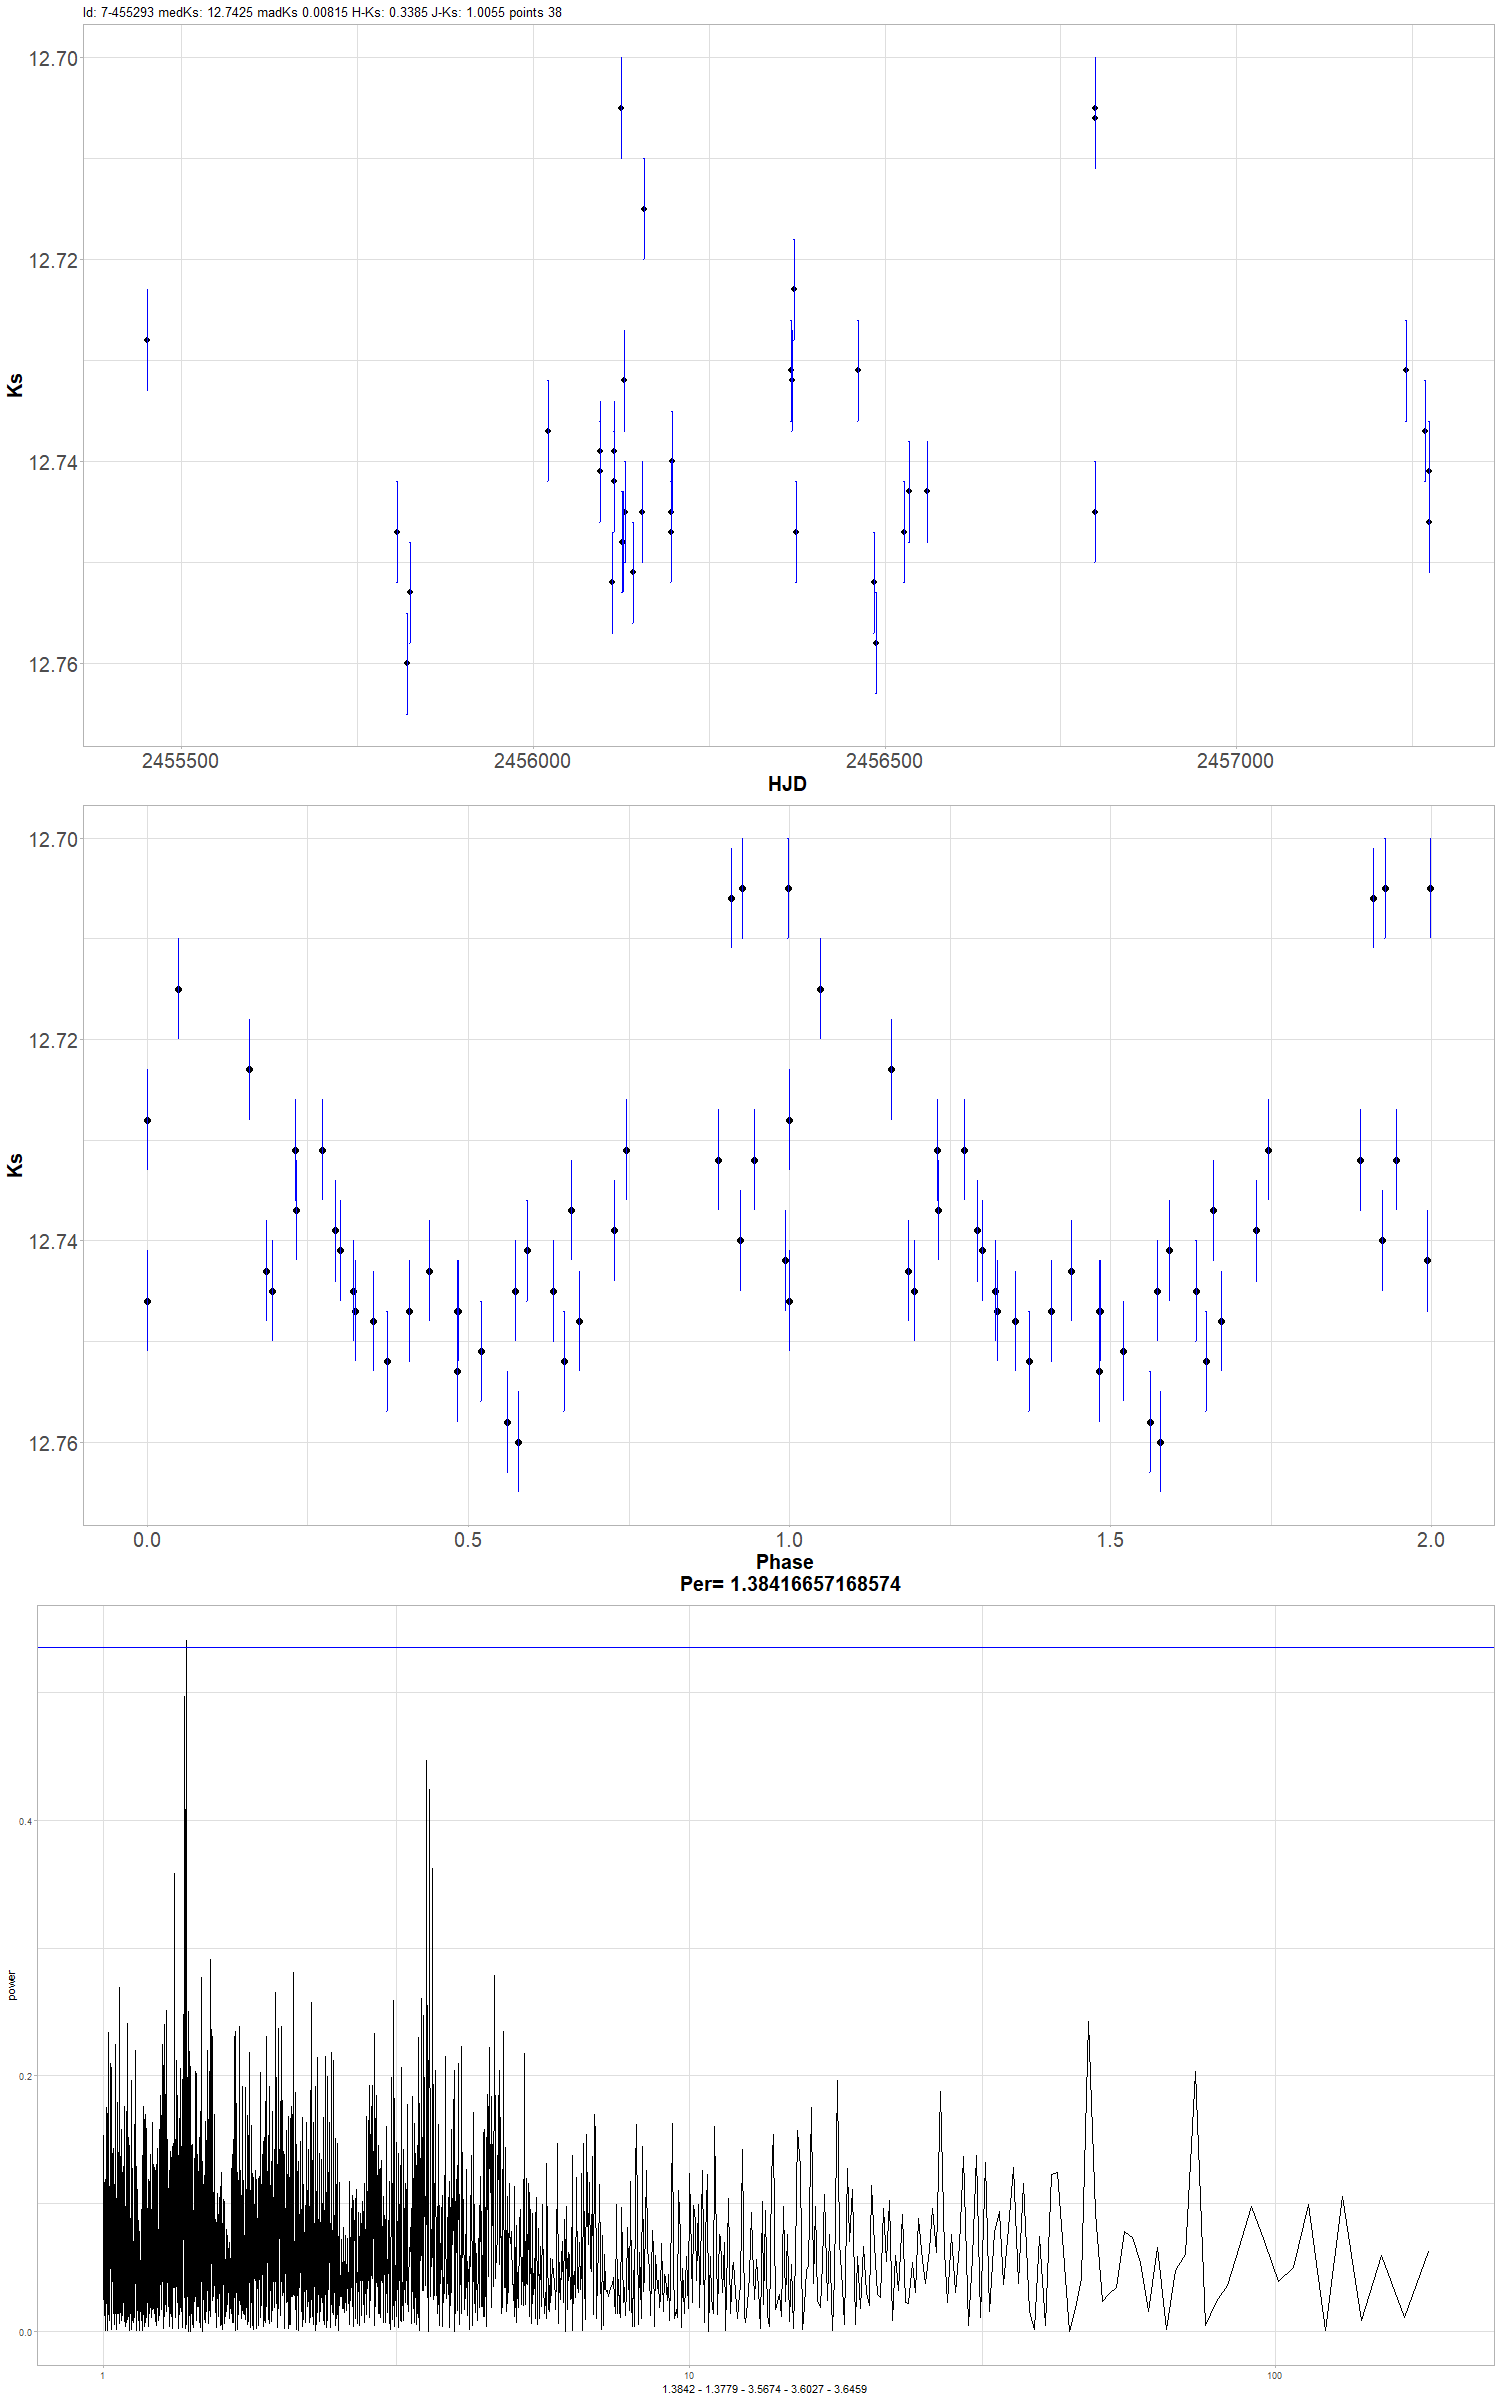 Id: 7-455293 medKs: 12.7425 madKs 0.00815 H-Ks: 0.3385 J-Ks: 1.0055 points 38
12.70
12.72
12.74
12.76
Ks
2455500 2456000 2456500 2457000
HJD
12.70
12.72
12.74
12.76
Ks
0.0 0.5 1.0 1.5 2.0
Phase
Per= 1.38416657168574
0.4
0.2
0.0
power
1 10 100
1.3842 - 1.3779 - 3.5674 - 3.6027 - 3.6459